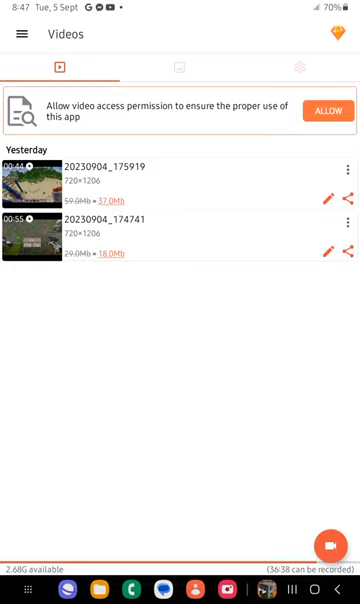 8:47 Tue, 5 Sept G • 70%
Videos
Allow video access permission to ensure the proper use of
this app
ALLOW
Yesterday
00:44
20230904_175919
720×1206
59.0Mb » 37.0Mb
00:55
20230904_174741
720×1206
29.0Mb » 18.0Mb
2.68G available
(36:38 can be recorded)